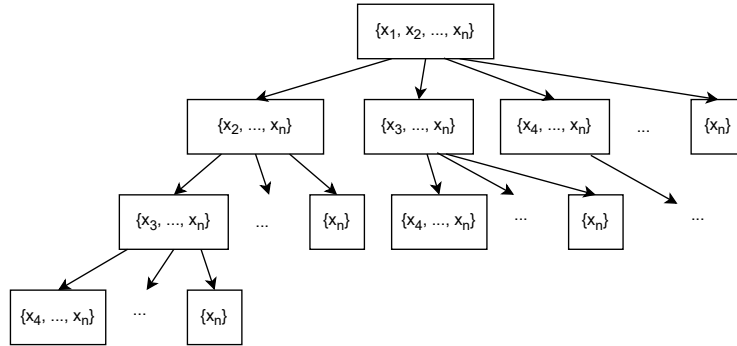 {x₁, x₂, ..., xₙ}
{x₂, ..., xₙ}
{x₃, ..., xₙ}
{x₄, ..., xₙ}
...
{xₙ}
{x₃, ..., xₙ}
...
{xₙ}
{x₄, ..., xₙ}
...
{xₙ}
...
{x₄, ..., xₙ}
...
{xₙ}